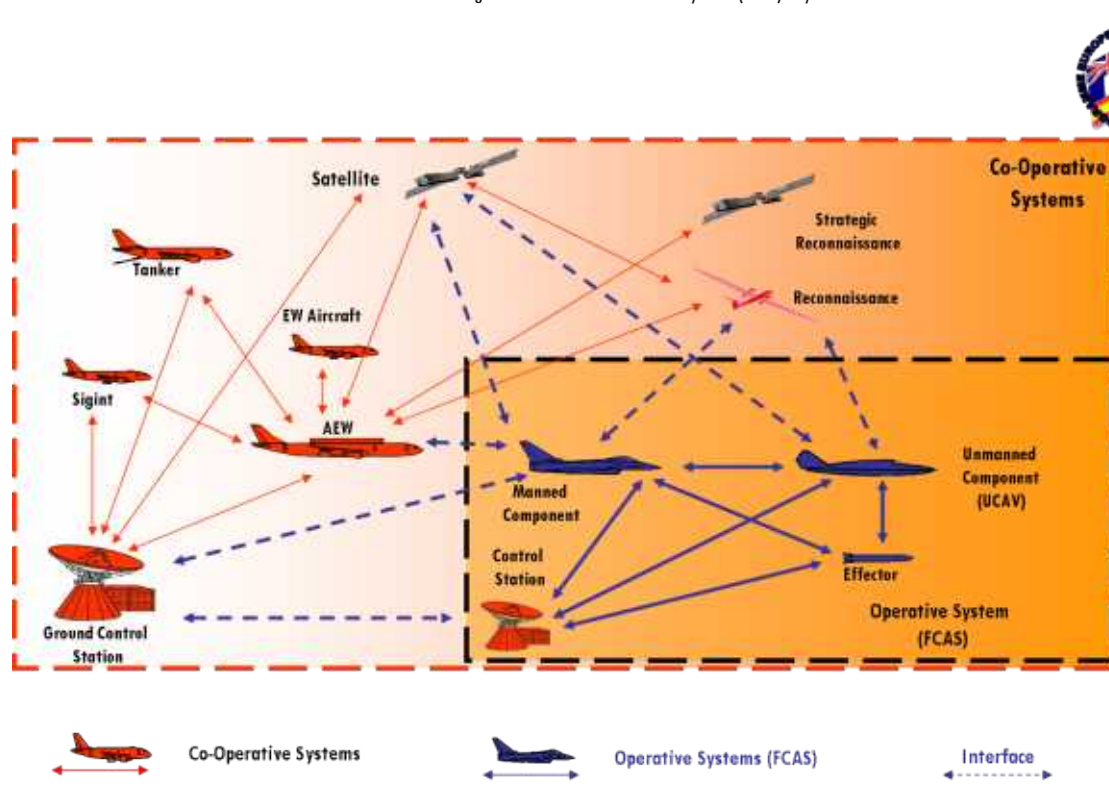 Co-Operative
Systems
Satellite
Strategic
Reconnaissance
Tanker
Reconnaissance
EW Aircraft
Sigint
AEW
Manned
Component
Unmanned
Component
(UCAV)
Control
Station
Effector
Operative System
(FCAS)
Ground Control
Station
Co-Operative Systems
Operative Systems (FCAS)
Interface